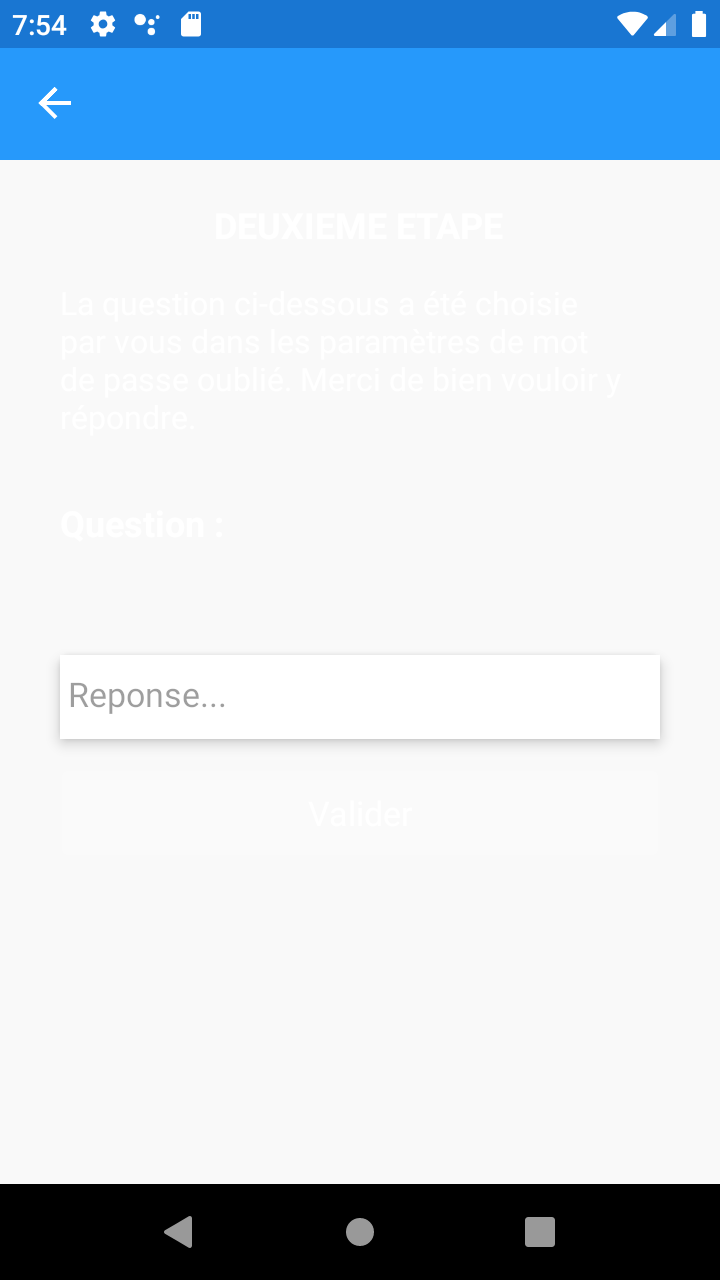 7:54
DEUXIEME ETAPE
La question ci-dessous a été choisie
par vous dans les paramètres de mot
de passe oublié. Merci de bien vouloir y
répondre.
Question :
Reponse...
Valider